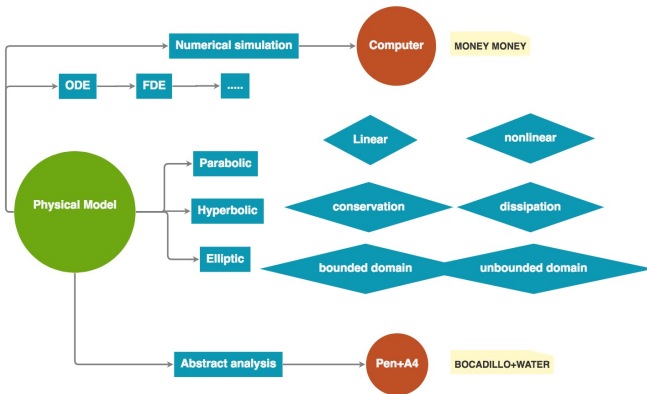 Numerical simulation
Computer
MONEY MONEY
ODE
FDE
.....
Linear
nonlinear
Parabolic
Physical Model
Hyperbolic
conservation
dissipation
Elliptic
bounded domain
unbounded domain
Abstract analysis
Pen+A4
BOCADILLO+WATER